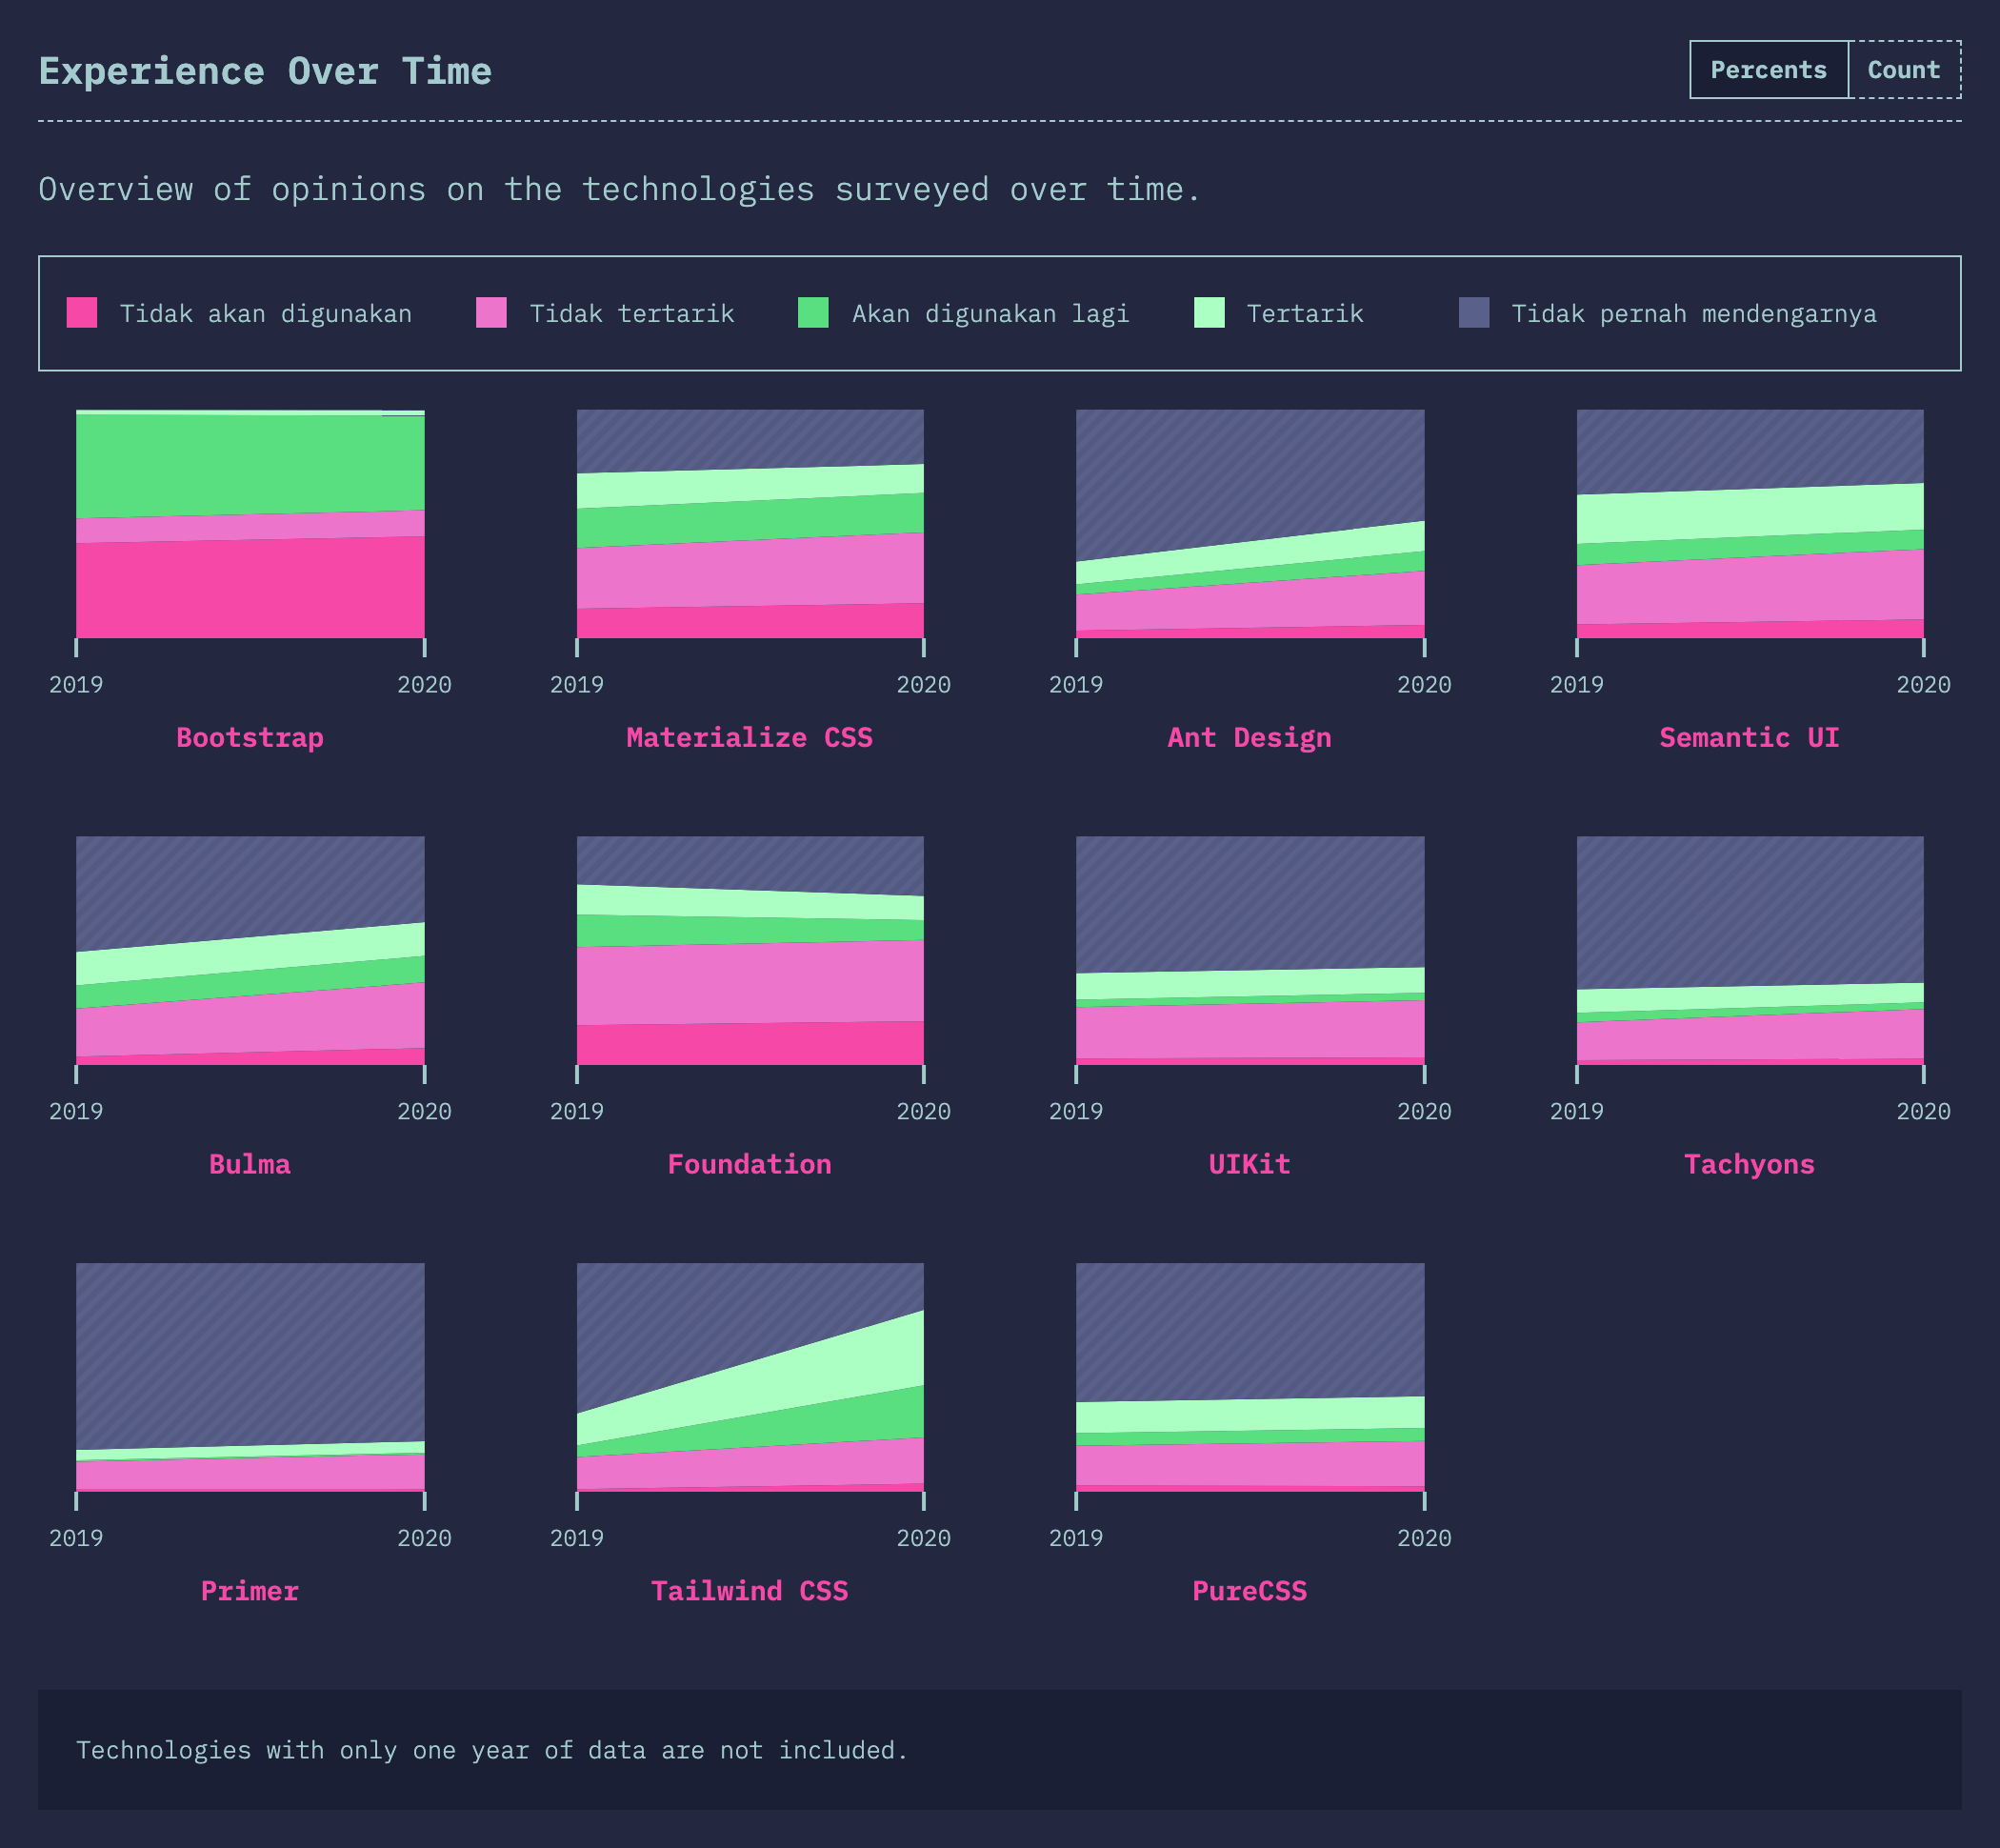 Experience Over Time
Percents Count
Overview of opinions on the technologies surveyed over time.
Tidak akan digunakan Tidak tertarik Akan digunakan lagi Tertarik Tidak pernah mendengarnya
2019 2020 2019 2020 2019 2020 2019 2020
Bootstrap Materialize CSS Ant Design Semantic UI
2019 2020 2019 2020 2019 2020 2019 2020
Bulma Foundation UIKit Tachyons
2019 2020 2019 2020 2019 2020
Primer Tailwind CSS PureCSS
Technologies with only one year of data are not included.